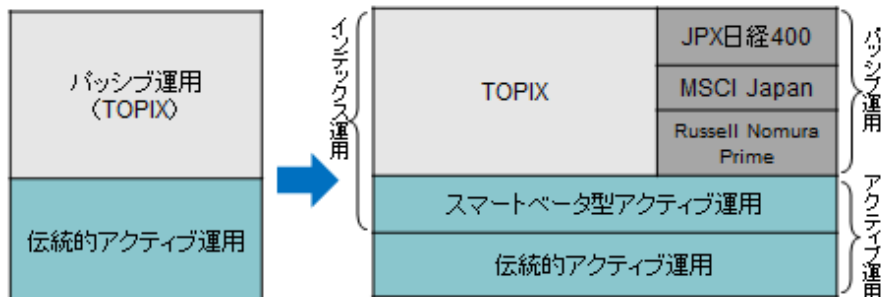 パッシブ運用
(TOPIX)
伝統的アクティブ運用
インデックス運用
TOPIX
JPX日経400
MSCI Japan
Russell Nomura
Prime
スマートベータ型アクティブ運用
伝統的アクティブ運用
パッシブ運用
アクティブ運用